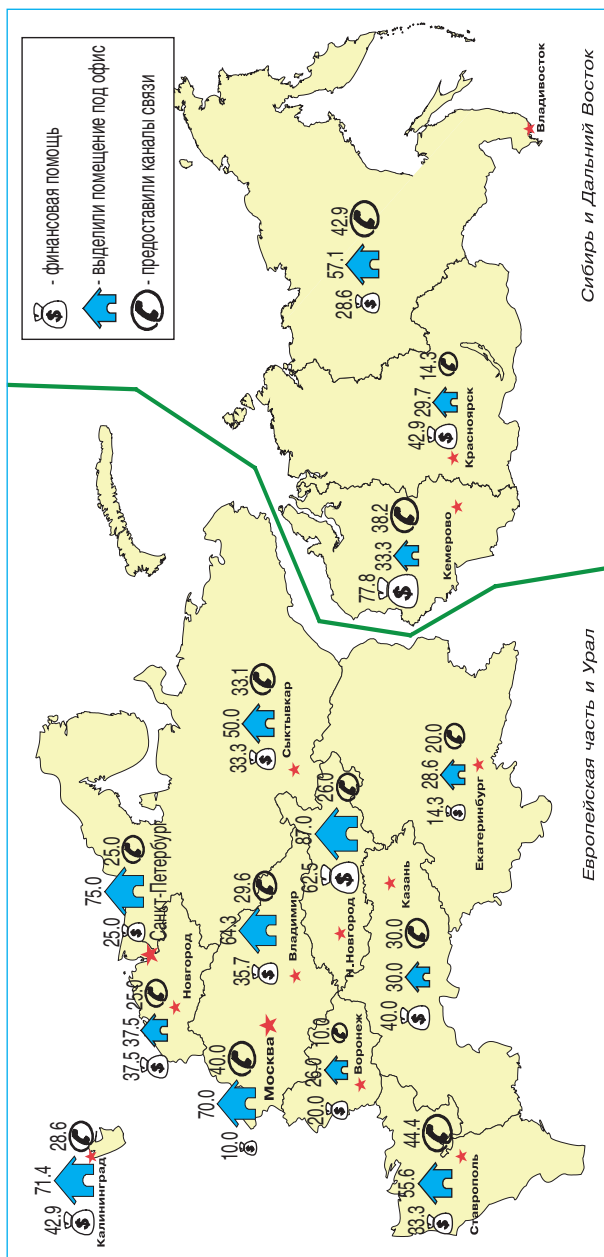 - финансовая помощь
- выделили помещение под офис
- предоставили каналы связи
42.9 71.4 28.6
Калининград
25.0 75.0 25.0
Санкт-Петербург
37.5 37.5 25.0
Новгород
10.0 70.0 40.0
Москва
35.7 64.3 29.6
Владимир
33.3 50.0 33.1
Сыктывкар
20.0 26.0 10.0
Воронеж
62.5 87.0 26.0
Н.Новгород
33.3 55.6 44.4
Ставрополь
40.0 30.0 30.0
Казань
14.3 28.6 20.0
Екатеринбург
77.8 33.3 38.2
Кемерово
42.9 29.7 14.3
Красноярск
28.6 57.1 42.9
Владивосток
Европейская часть и Урал
Сибирь и Дальний Восток